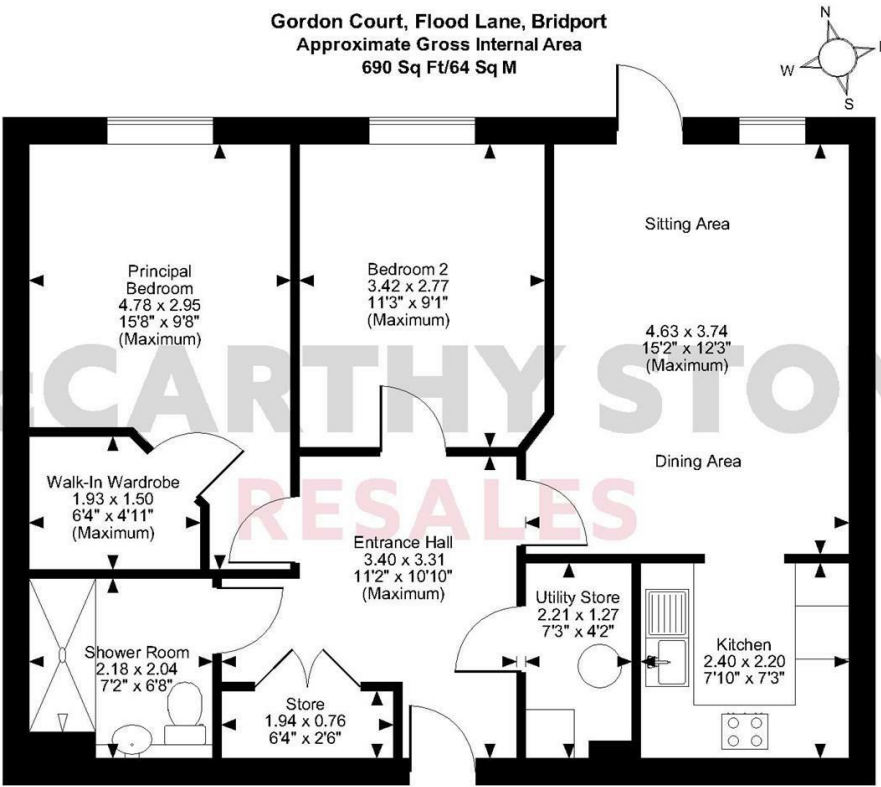 Gordon Court, Flood Lane, Bridport
Approximate Gross Internal Area
690 Sq Ft/64 Sq M
N
W
S
Sitting Area
Principal
Bedroom
4.78 x 2.95
15'8" x 9'8"
(Maximum)
Bedroom 2
3.42 x 2.77
11'3" x 9'1"
(Maximum)
4.63 x 3.74
15'2" x 12'3"
(Maximum)
CARTHY STON
Dining Area
Walk-In Wardrobe
1.93 x 1.50
6'4" x 4'11"
(Maximum)
RESALES
Entrance Hall
3.40 x 3.31
11'2" x 10'10"
(Maximum)
Utility Store
2.21 x 1.27
7'3" x 4'2"
Shower Room
2.18 x 2.04
7'2" x 6'8"
Kitchen
2.40 x 2.20
7'10" x 7'3"
Store
1.94 x 0.76
6'4" x 2'6"